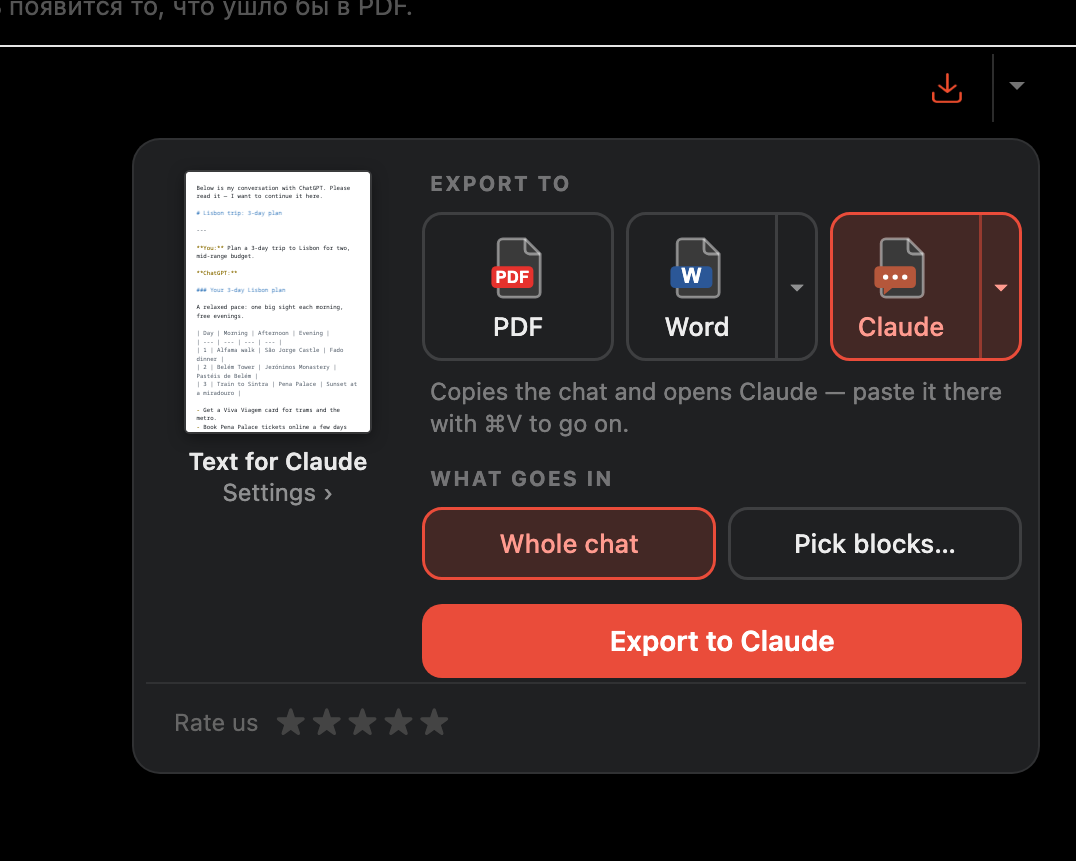 появится то, что ушло бы в PDF.
Below is my conversation with ChatGPT. Please
read it — I want to continue it here.
# Lisbon trip: 3-day plan
---
**You:** Plan a 3-day trip to Lisbon for two,
mid-range budget.
**ChatGPT:**
### Your 3-day Lisbon plan
A relaxed pace: one big sight each morning,
free evenings.
| Day | Morning | Afternoon | Evening |
| --- | --- | --- | --- |
| 1 | Alfama walk | São Jorge Castle | Fado
dinner |
| 2 | Belém Tower | Jerónimos Monastery |
Pastéis de Belém |
| 3 | Train to Sintra | Pena Palace | Sunset at
a miradouro |
- Get a Viva Viagem card for trams and the
metro.
- Book Pena Palace tickets online a few days
Text for Claude
Settings ›
EXPORT TO
PDF
PDF
W
Word
Claude
Copies the chat and opens Claude — paste it there
with ⌘V to go on.
WHAT GOES IN
Whole chat
Pick blocks...
Export to Claude
Rate us